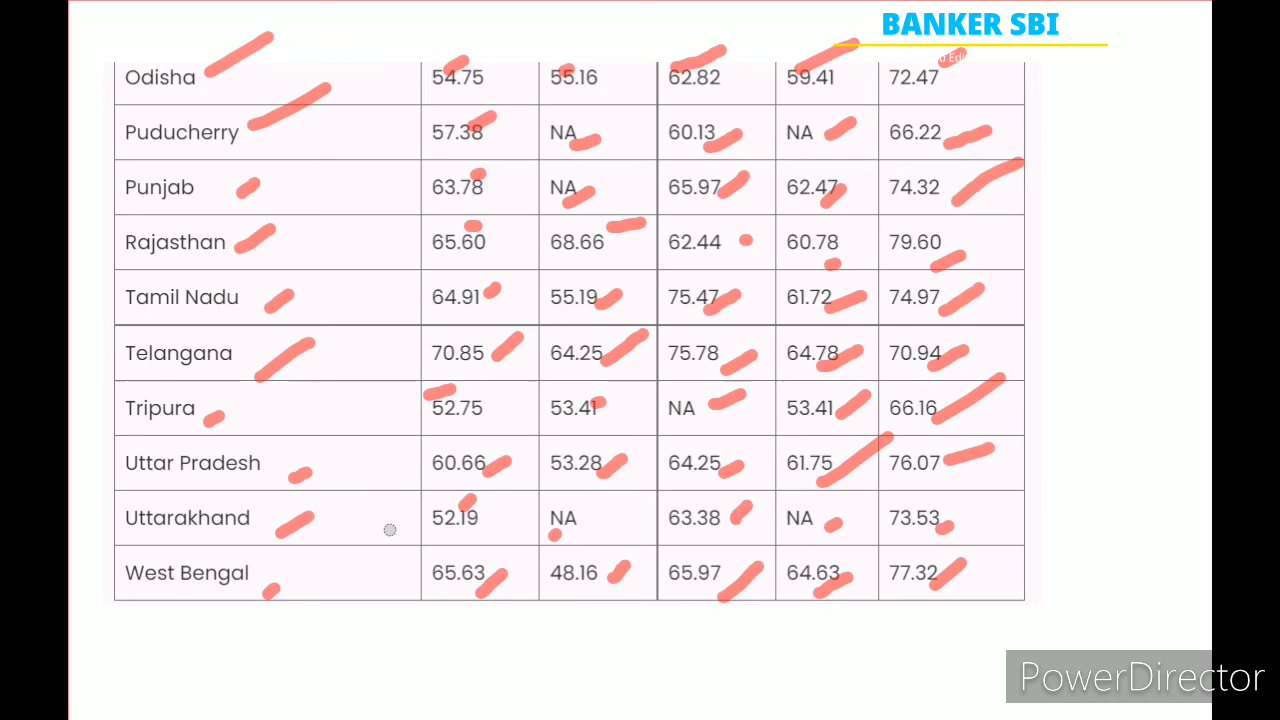 BANKER SBI
Odisha 54.75 55.16 62.82 59.41 72.47
Puducherry 57.38 NA 60.13 NA 66.22
Punjab 63.78 NA 65.97 62.47 74.32
Rajasthan 65.60 68.66 62.44 60.78 79.60
Tamil Nadu 64.91 55.19 75.47 61.72 74.97
Telangana 70.85 64.25 75.78 64.78 70.94
Tripura 52.75 53.41 NA 53.41 66.16
Uttar Pradesh 60.66 53.28 64.25 61.75 76.07
Uttarakhand 52.19 NA 63.38 NA 73.53
West Bengal 65.63 48.16 65.97 64.63 77.32
PowerDirector